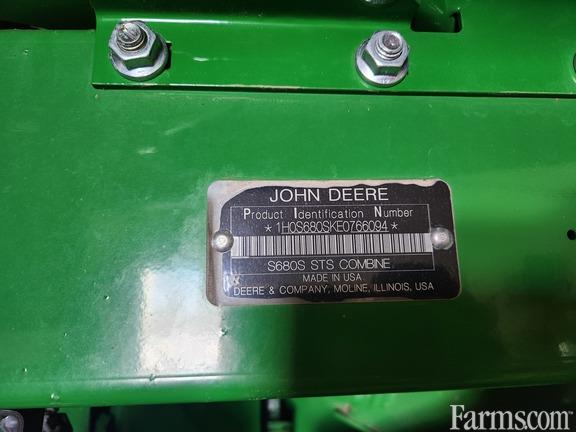 JOHN DEERE
Product Identification Number
*1H0S680SKE0766094*
S680S STS COMBINE
MADE IN USA
DEERE & COMPANY, MOLINE, ILLINOIS, USA
Farms.com